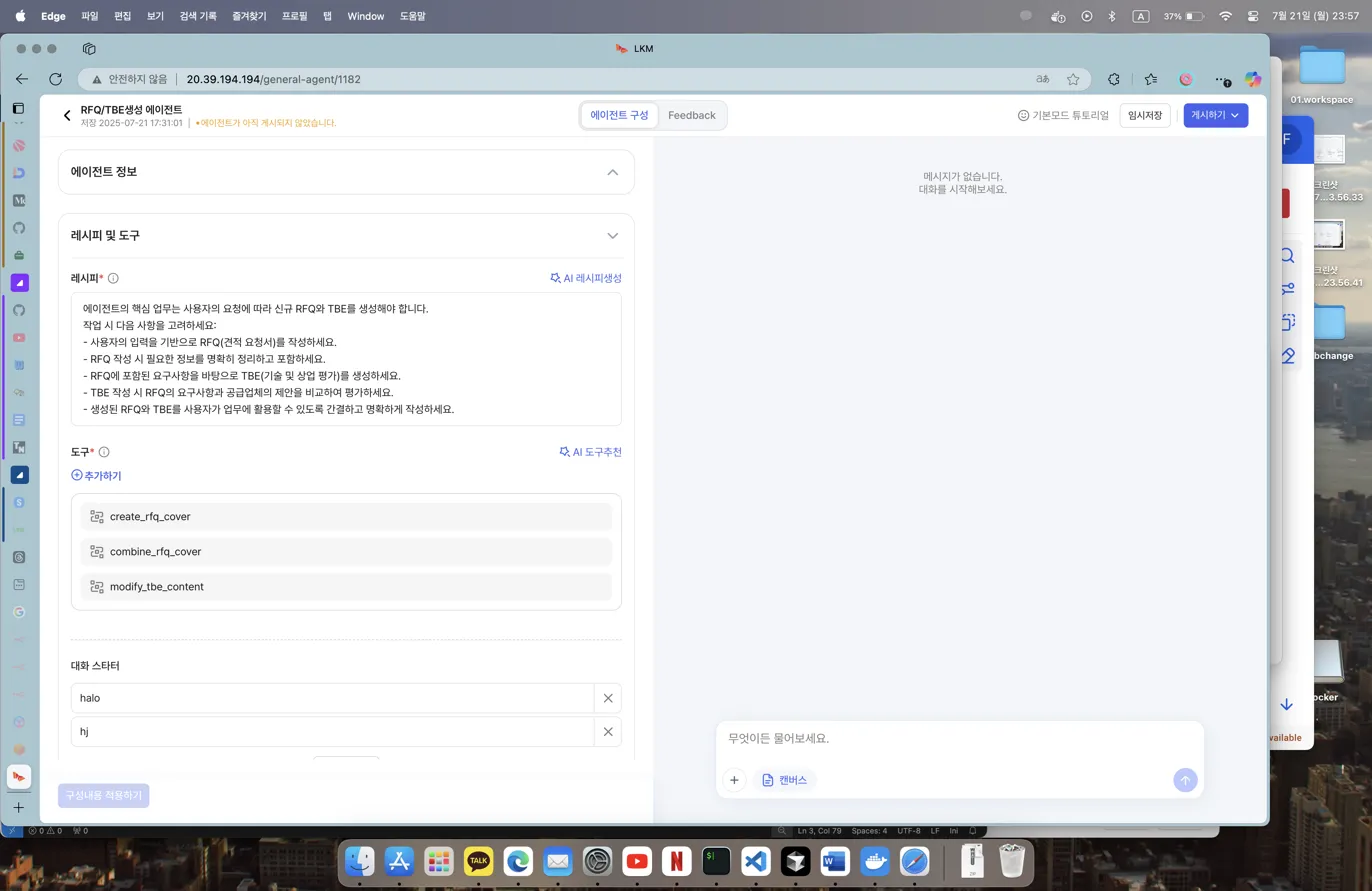 Edge 파일 편집 보기 검색 기록 즐겨찾기 프로필 탭 Window 도움말
A 37% 7월 21일 (월) 23:57
LKM
안전하지 않음 20.39.194.194/general-agent/1182
01.workspace
RFQ/TBE생성 에이전트
저장 2025-07-21 17:31:01 •에이전트가 아직 게시되지 않았습니다.
에이전트 구성 Feedback
기본모드 튜토리얼 임시저장 게시하기
F
에이전트 정보
메시지가 없습니다.
대화를 시작해보세요.
크린샷
7...3.56.33
레시피 및 도구
레시피* AI 레시피생성
크린샷
...23.56.41
에이전트의 핵심 업무는 사용자의 요청에 따라 신규 RFQ와 TBE를 생성해야 합니다.
작업 시 다음 사항을 고려하세요:
- 사용자의 입력을 기반으로 RFQ(견적 요청서)를 작성하세요.
- RFQ 작성 시 필요한 정보를 명확히 정리하고 포함하세요.
- RFQ에 포함된 요구사항을 바탕으로 TBE(기술 및 상업 평가)를 생성하세요.
- TBE 작성 시 RFQ의 요구사항과 공급업체의 제안을 비교하여 평가하세요.
- 생성된 RFQ와 TBE를 사용자가 업무에 활용할 수 있도록 간결하고 명확하게 작성하세요.
bchange
도구* AI 도구추천
추가하기
create_rfq_cover
combine_rfq_cover
modify_tbe_content
대화 스타터
halo
hj
ocker
vailable
무엇이든 물어보세요.
캔버스
구성내용 적용하기
0 0 0
Ln 3, Col 79 Spaces: 4 UTF-8 LF Ini
TALK
N
$
W
ZIP